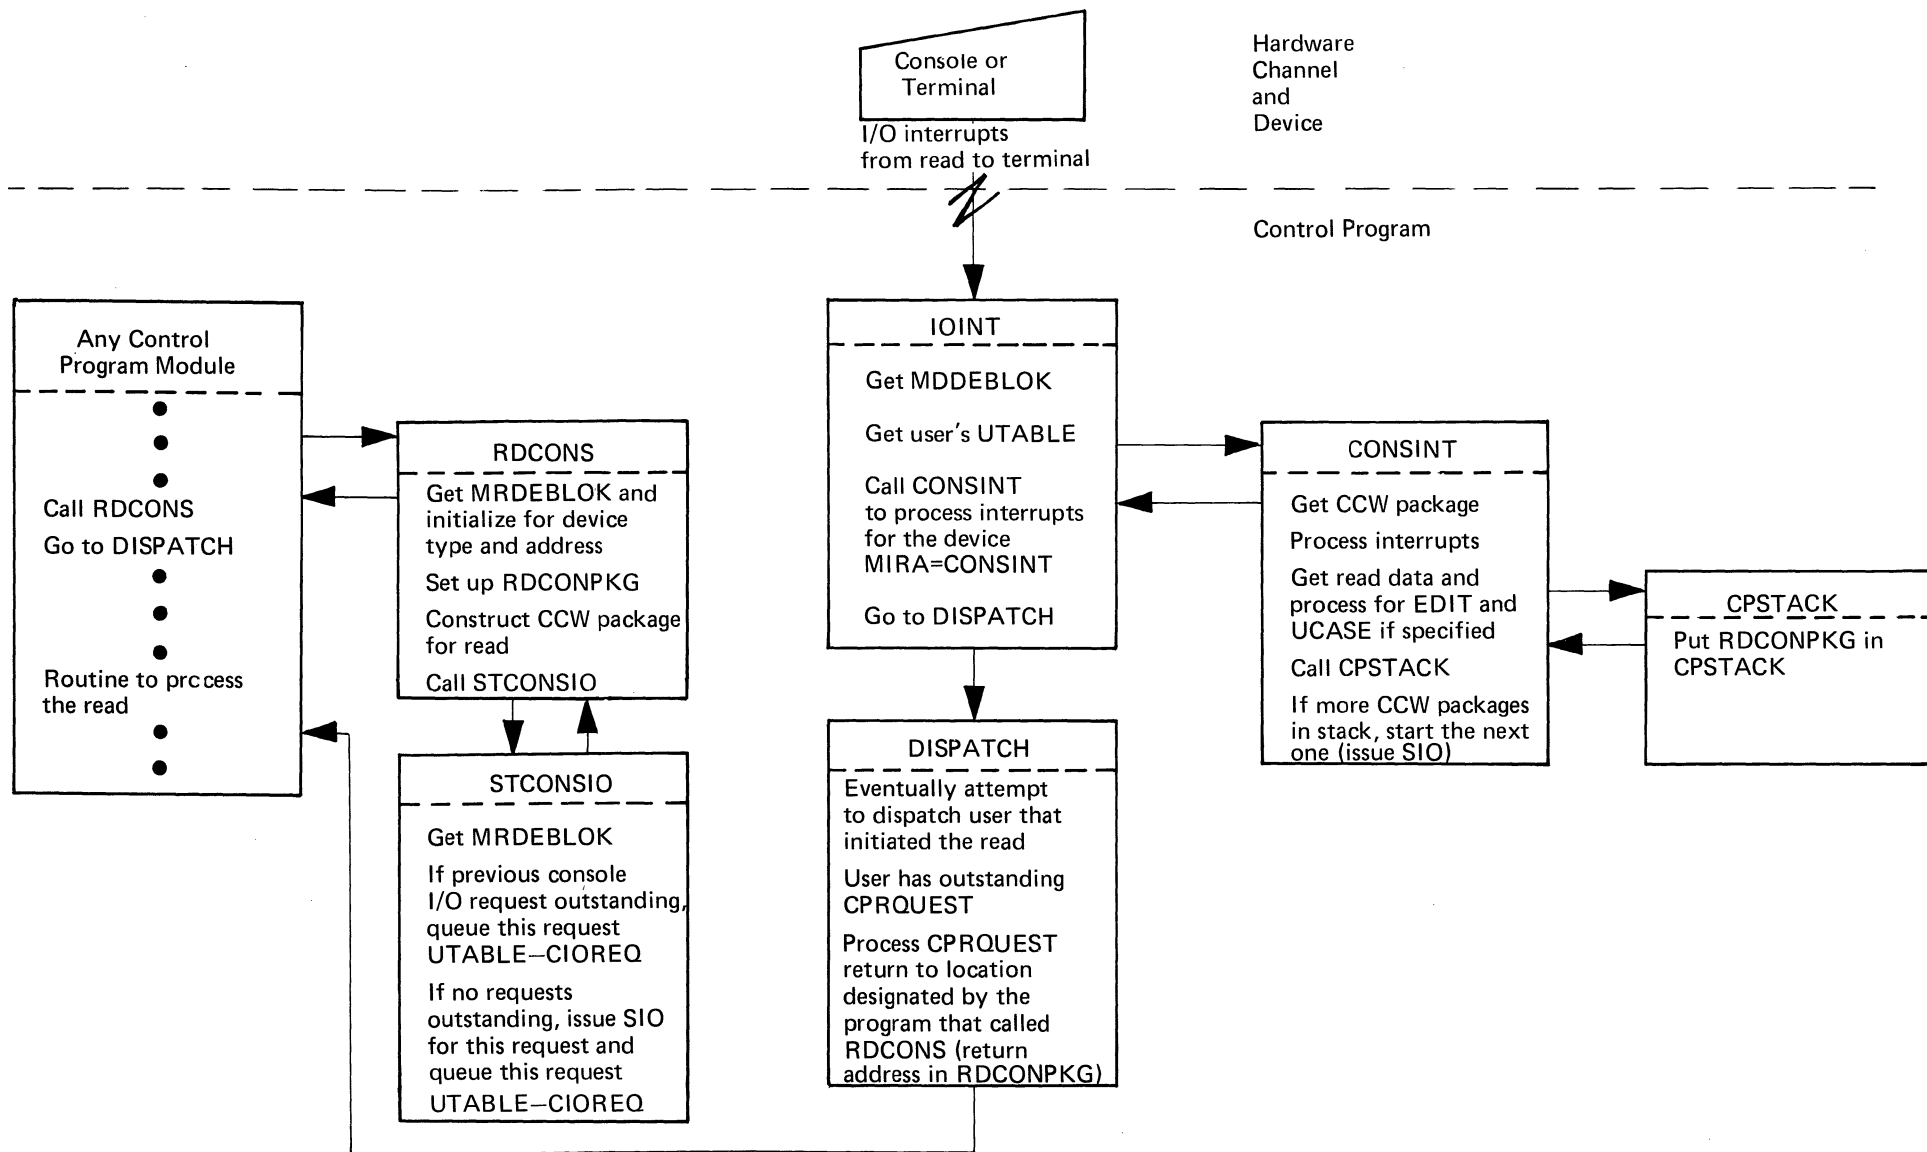 Console or
Terminal
Hardware
Channel
and
Device
I/O interrupts
from read to terminal
Control Program
Any Control
Program Module
Call RDCONS
Go to DISPATCH
Routine to prccess
the read
RDCONS
Get MRDEBLOK and
initialize for device
type and address
Set up RDCONPKG
Construct CCW package
for read
Call STCONSIO
STCONSIO
Get MRDEBLOK
If previous console
I/O request outstanding,
queue this request
UTABLE—CIOREQ
If no requests
outstanding, issue SIO
for this request and
queue this request
UTABLE—CIOREQ
IOINT
Get MDDEBLOK
Get user's UTABLE
Call CONSINT
to process interrupts
for the device
MIRA=CONSINT
Go to DISPATCH
DISPATCH
Eventually attempt
to dispatch user that
initiated the read
User has outstanding
CPRQUEST
Process CPRQUEST
return to location
designated by the
program that called
RDCONS (return
address in RDCONPKG)
CONSINT
Get CCW package
Process interrupts
Get read data and
process for EDIT and
UCASE if specified
Call CPSTACK
If more CCW packages
in stack, start the next
one (issue SIO)
CPSTACK
Put RDCONPKG in
CPSTACK